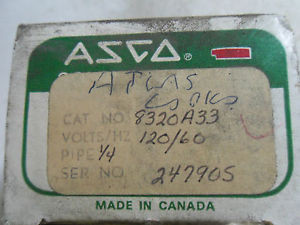 ASCO®
ATLAS
CAT NO. 8320A33
VOLTS/HZ 120/60
PIPE 1/4
SER NO. 247905
MADE IN CANADA